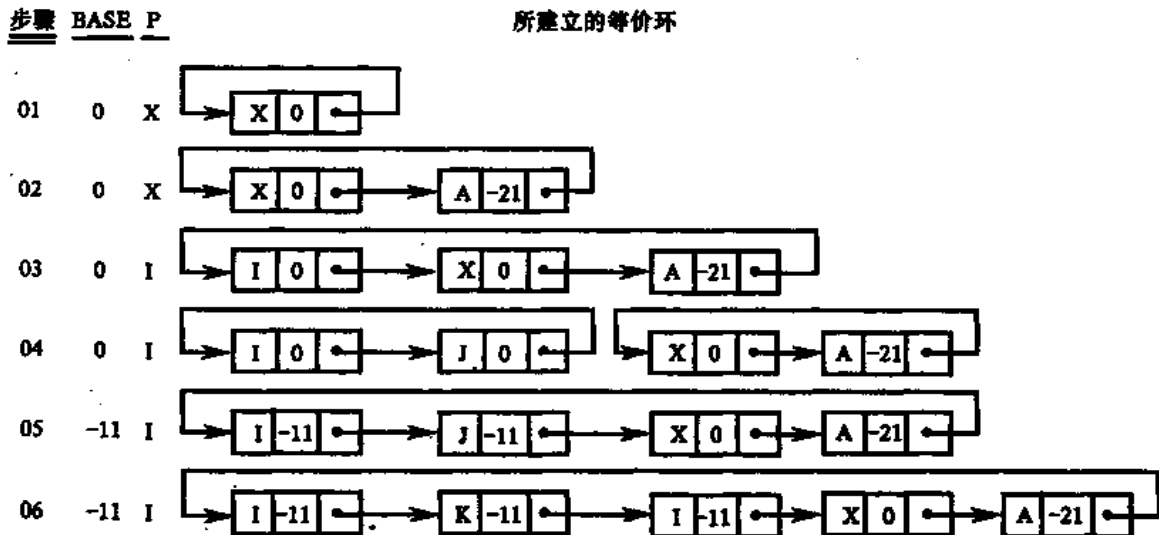 步骤 BASE P 所建立的等价环
01 0 X X 0
02 0 X X 0 A -21
03 0 I I 0 X 0 A -21
04 0 I I 0 J 0 X 0 A -21
05 -11 I I -11 J -11 X 0 A -21
06 -11 I I -11 K -11 I -11 X 0 A -21